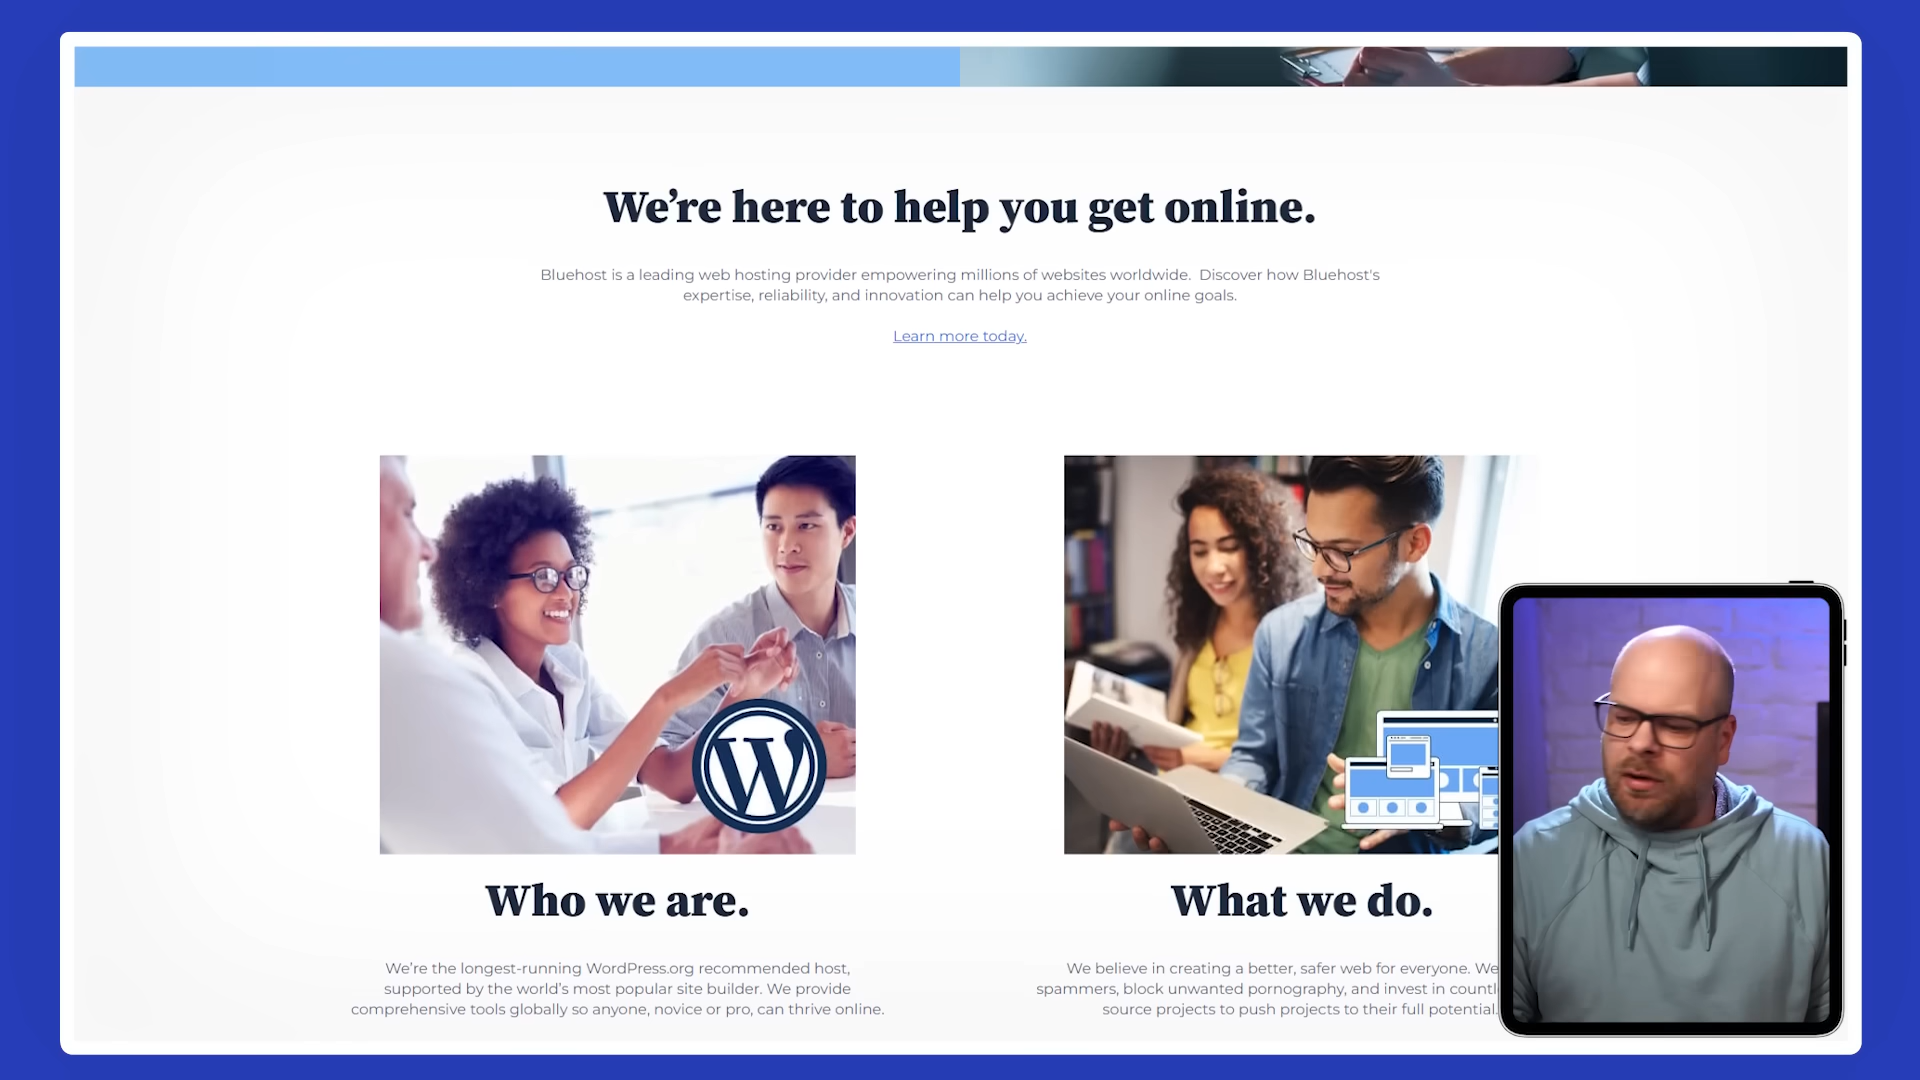 We’re here to help you get online.
Bluehost is a leading web hosting provider empowering millions of websites worldwide.  Discover how Bluehost's
expertise, reliability, and innovation can help you achieve your online goals.
Learn more today.
W
Who we are.
We’re the longest-running WordPress.org recommended host,
supported by the world’s most popular site builder. We provide
comprehensive tools globally so anyone, novice or pro, can thrive online.
What we do.
We believe in creating a better, safer web for everyone. We
spammers, block unwanted pornography, and invest in
source projects to push projects to their full potential.